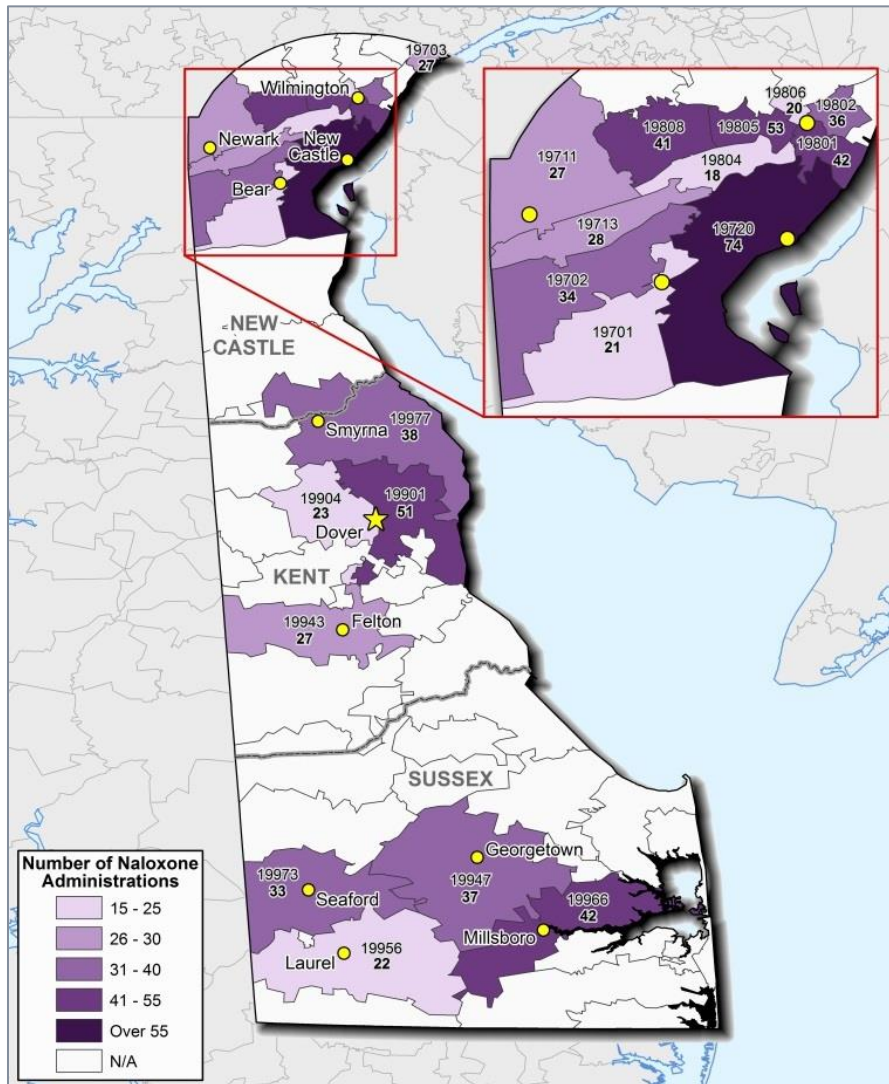 19703
27
Wilmington
Newark
New
Castle
Bear
19806
20
19802
36
19808
41
19805
53
19801
42
19711
27
19804
18
19713
28
19720
74
19702
34
19701
21
NEW
CASTLE
19977
38
Smyrna
19904
23
19901
51
Dover
KENT
19943
27
Felton
SUSSEX
Georgetown
19973
33
Seaford
19947
37
19966
42
Millsboro
19956
22
Laurel
Number of Naloxone
Administrations
15 - 25
26 - 30
31 - 40
41 - 55
Over 55
N/A